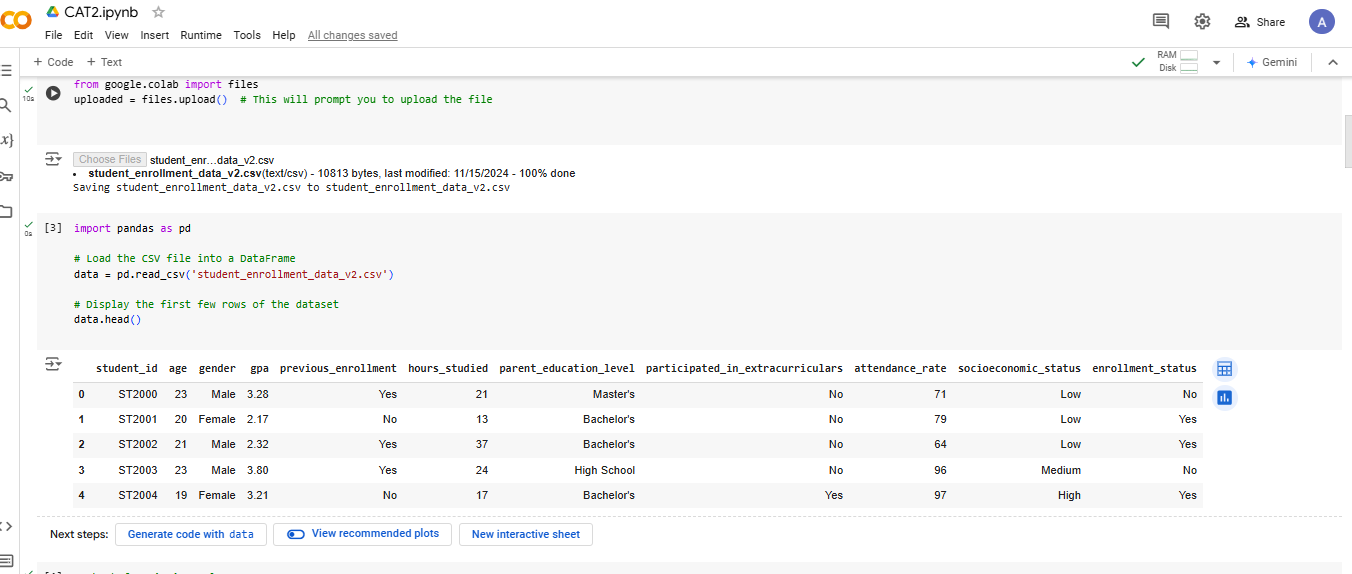 CAT2.ipynb
File Edit View Insert Runtime Tools Help All changes saved
Share
A
+ Code + Text
RAM
Disk
Gemini
10s
from google.colab import files
uploaded = files.upload() # This will prompt you to upload the file
Choose Files student_enr...data_v2.csv
• student_enrollment_data_v2.csv(text/csv) - 10813 bytes, last modified: 11/15/2024 - 100% done
Saving student_enrollment_data_v2.csv to student_enrollment_data_v2.csv
0s
[3] import pandas as pd
# Load the CSV file into a DataFrame
data = pd.read_csv('student_enrollment_data_v2.csv')
# Display the first few rows of the dataset
data.head()
student_id age gender gpa previous_enrollment hours_studied parent_education_level participated_in_extracurriculars attendance_rate socioeconomic_status enrollment_status
0 ST2000 23 Male 3.28 Yes 21 Master's No 71 Low No
1 ST2001 20 Female 2.17 No 13 Bachelor's No 79 Low Yes
2 ST2002 21 Male 2.32 Yes 37 Bachelor's No 64 Low Yes
3 ST2003 23 Male 3.80 Yes 24 High School No 96 Medium No
4 ST2004 19 Female 3.21 No 17 Bachelor's Yes 97 High Yes
Next steps: Generate code with data View recommended plots New interactive sheet